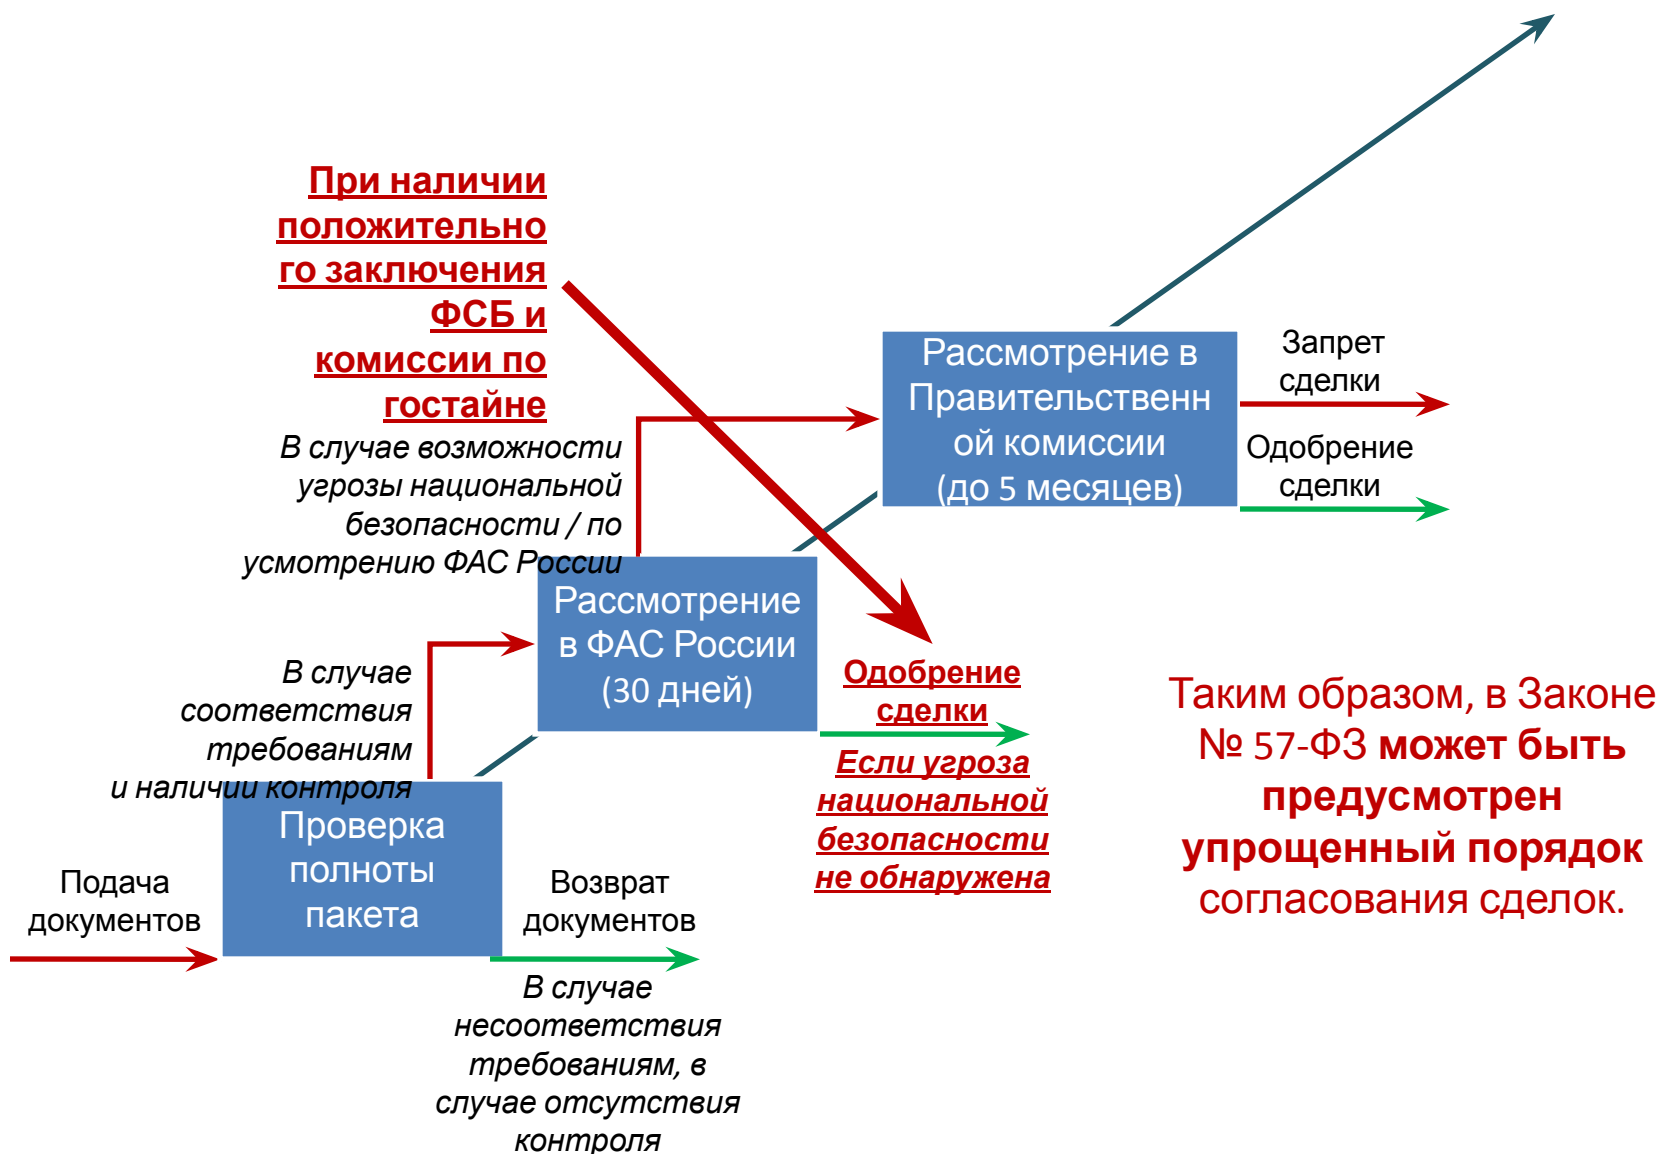 При наличии
положительно
го заключения
ФСБ и
комиссии по
гостайне
В случае возможности
угрозы национальной
безопасности / по
усмотрению ФАС России
Рассмотрение в
Правительственн
ой комиссии
(до 5 месяцев)
Запрет
сделки
Одобрение
сделки
Рассмотрение
в ФАС России
(30 дней)
В случае
соответствия
требованиям
и наличии контроля
Одобрение
сделки
Если угроза
национальной
безопасности
не обнаружена
Таким образом, в Законе
№ 57-ФЗ может быть
предусмотрен
упрощенный порядок
согласования сделок.
Проверка
полноты
пакета
Подача
документов
Возврат
документов
В случае
несоответствия
требованиям, в
случае отсутствия
контроля